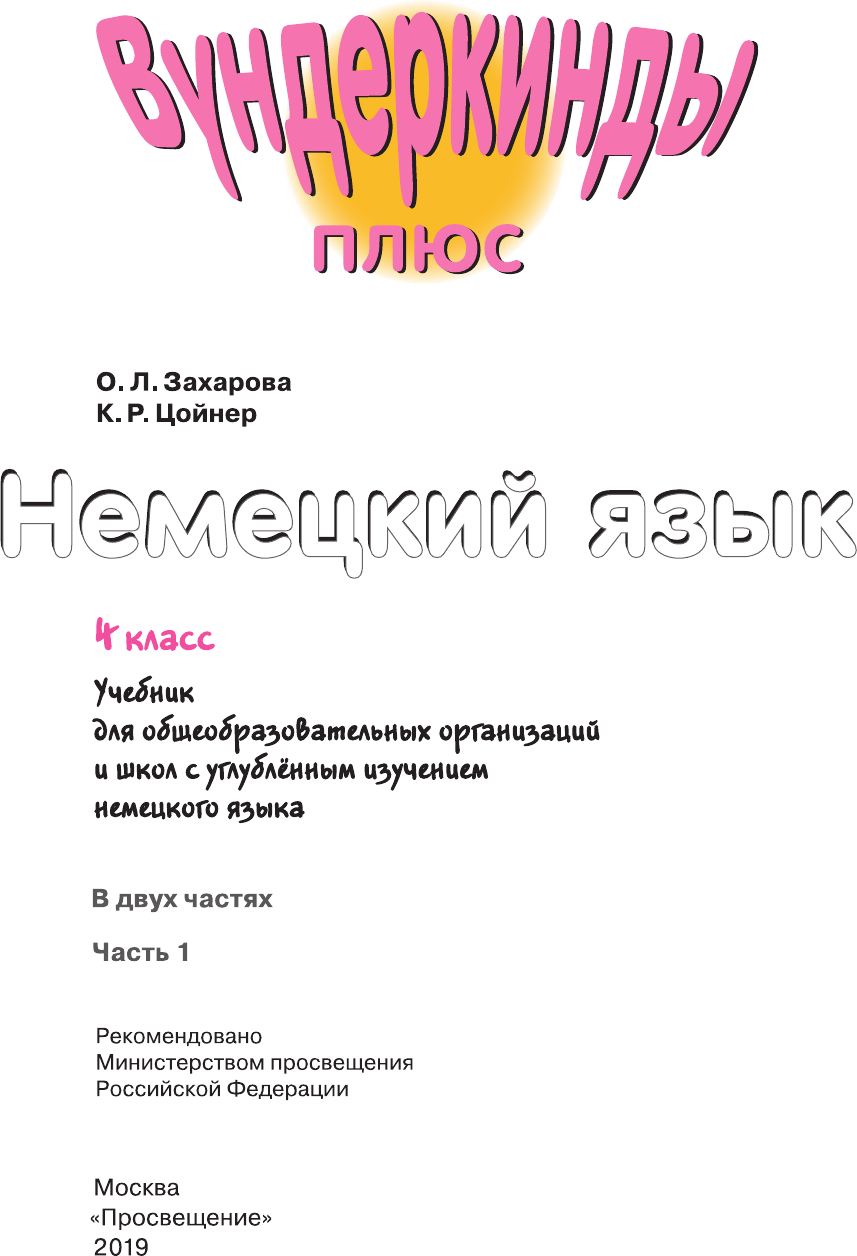 Вундеркинды
плюс
О. Л. Захарова
К. Р. Цойнер
Немецкий язык
4 класс
Учебник
для общеобразовательных организаций
и школ с углублённым изучением
немецкого языка
В двух частях
Часть 1
Рекомендовано
Министерством просвещения
Российской Федерации
Москва
«Просвещение»
2019